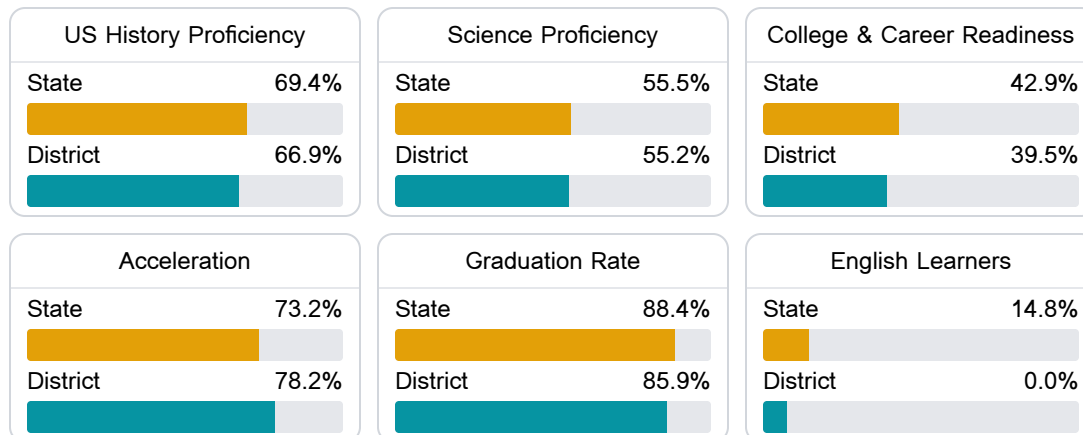 US History Proficiency
State 69.4%
District 66.9%
Science Proficiency
State 55.5%
District 55.2%
College & Career Readiness
State 42.9%
District 39.5%
Acceleration
State 73.2%
District 78.2%
Graduation Rate
State 88.4%
District 85.9%
English Learners
State 14.8%
District 0.0%